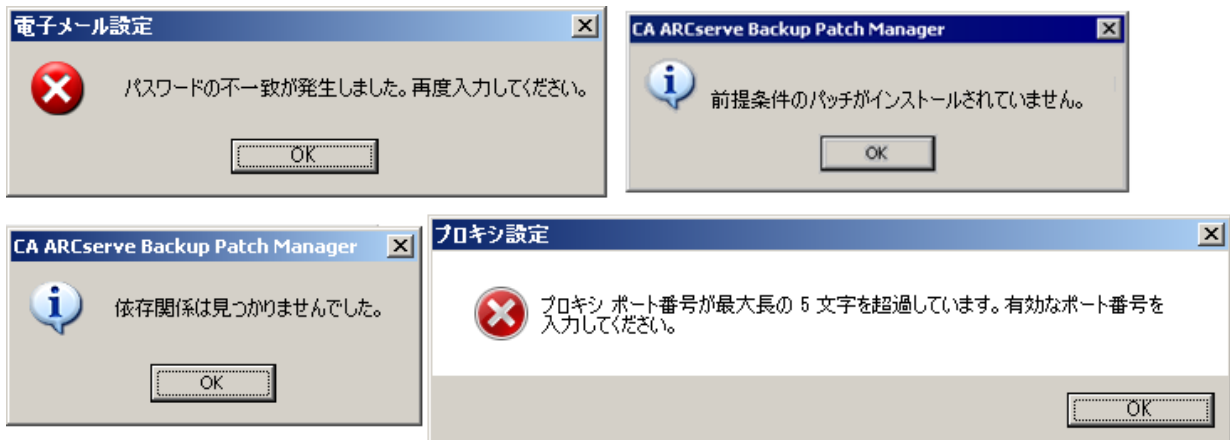 電子メール設定
パスワードの不一致が発生しました。再度入力してください。
OK
CA ARCserve Backup Patch Manager
前提条件のパッチがインストールされていません。
OK
CA ARCserve Backup Patch Manager
依存関係は見つかりませんでした。
OK
プロキシ設定
プロキシ ポート番号が最大長の 5 文字を超過しています。有効なポート番号を
入力してください。
OK